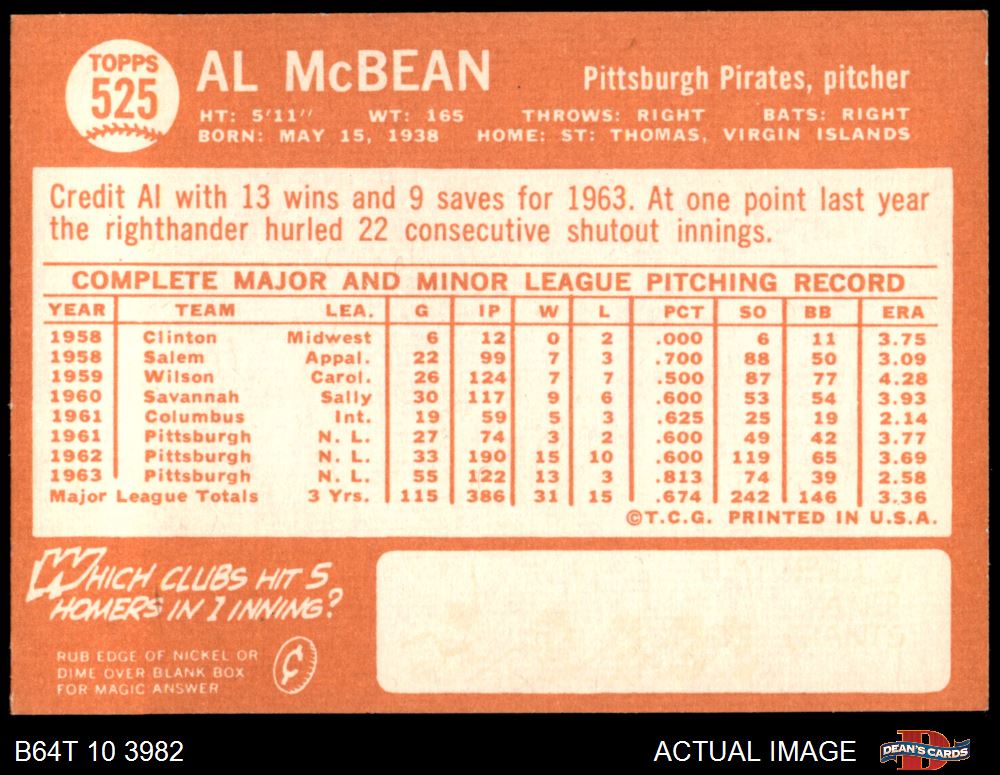 TOPPS
525
AL McBEAN
Pittsburgh Pirates, pitcher
HT: 5'11" WT: 165 THROWS: RIGHT BATS: RIGHT
BORN: MAY 15, 1938 HOME: ST: THOMAS, VIRGIN ISLANDS
Credit Al with 13 wins and 9 saves for 1963. At one point last year
the righthander hurled 22 consecutive shutout innings.
COMPLETE MAJOR AND MINOR LEAGUE PITCHING RECORD
YEAR TEAM LEA. G IP W L PCT SO BB ERA
1958 Clinton Midwest 6 12 0 2 .000 6 11 3.75
1958 Salem Appal. 22 99 7 3 .700 88 50 3.09
1959 Wilson Carol. 26 124 7 7 .500 87 77 4.28
1960 Savannah Sally 30 117 9 6 .600 53 54 3.93
1961 Columbus Int. 19 59 5 3 .625 25 19 2.14
1961 Pittsburgh N. L. 27 74 3 2 .600 49 42 3.77
1962 Pittsburgh N. L. 33 190 15 10 .600 119 65 3.69
1963 Pittsburgh N. L. 55 122 13 3 .813 74 39 2.58
Major League Totals 3 Yrs. 115 386 31 15 .674 242 146 3.36
©T.C.G. PRINTED IN U.S.A.
WHICH CLUBS HIT 5
HOMERS IN 1 INNING?
RUB EDGE OF NICKEL OR
DIME OVER BLANK BOX
FOR MAGIC ANSWER
¢
B64T 10 3982
ACTUAL IMAGE
D
DEAN'S CARDS